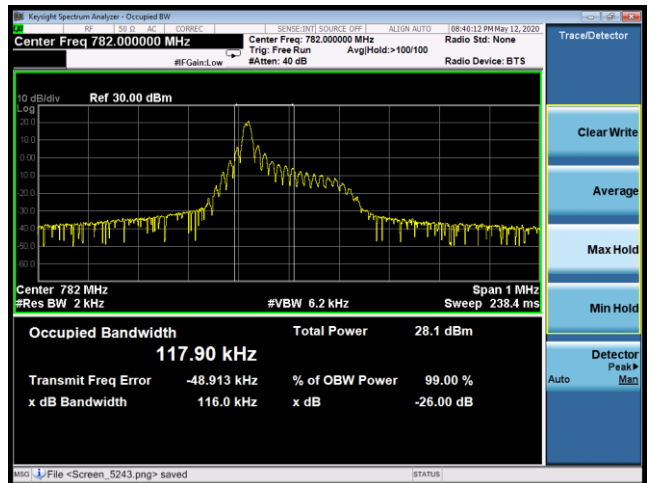 Keysight Spectrum Analyzer - Occupied BW
RF 50 Ω AC CORREC SENSE:INT SOURCE OFF ALIGN AUTO 08:40:12 PM May 12, 2020
Center Freq 782.000000 MHz
Center Freq: 782.000000 MHz
Radio Std: None
Trig: Free Run Avg|Hold:>100/100
#IFGain:Low
#Atten: 40 dB
Radio Device: BTS
10 dB/div Ref 30.00 dBm
Log
20.0
10.0
0.00
-10.0
-20.0
-30.0
-40.0
-50.0
-60.0
Center 782 MHz Span 1 MHz
#Res BW 2 kHz #VBW 6.2 kHz Sweep 238.4 ms
Occupied Bandwidth Total Power 28.1 dBm
117.90 kHz
Transmit Freq Error -48.913 kHz % of OBW Power 99.00 %
x dB Bandwidth 116.0 kHz x dB -26.00 dB
MSG File <Screen_5243.png> saved STATUS
Trace/Detector
Clear Write
Average
Max Hold
Min Hold
Detector
Peak▶
Auto Man